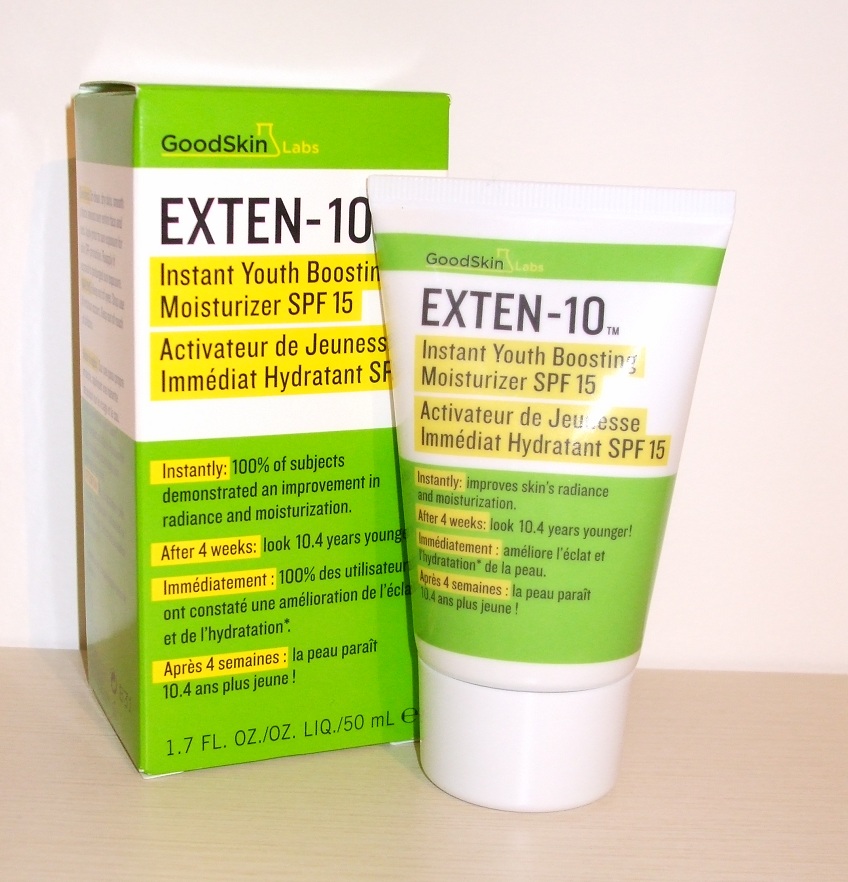 GoodSkin Labs
EXTEN-10
Instant Youth Boostin
Moisturizer SPF 15
Activateur de Jeuness
Immédiat Hydratant SP
Instantly: 100% of subjects
demonstrated an improvement in
radiance and moisturization.
After 4 weeks: look 10.4 years younge
Immédiatement : 100% des utilisateur
ont constaté une amélioration de l'écla
et de l'hydratation*.
Après 4 semaines : la peau paraît
10.4 ans plus jeune !
1.7 FL. OZ./OZ. LIQ./50 mL e
GoodSkin Labs
EXTEN-10™
Instant Youth Boosting
Moisturizer SPF 15
Activateur de Jeunesse
Immédiat Hydratant SPF 15
Instantly: improves skin's radiance
and moisturization.
After 4 weeks: look 10.4 years younger!
Immédiatement : améliore l'éclat et
l'hydratation* de la peau.
Après 4 semaines : la peau paraît
10.4 ans plus jeune !